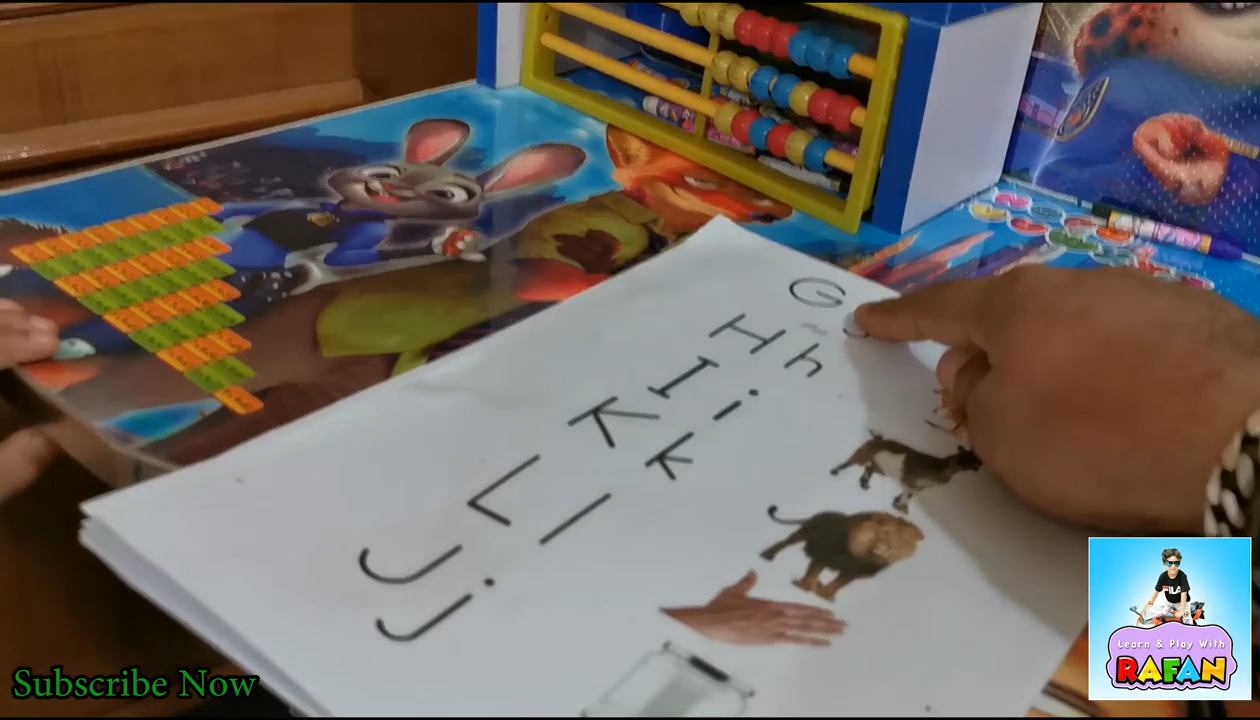 G
H h
I i
K k
L l
J j
Subscribe Now
Learn & Play With
RAFAN